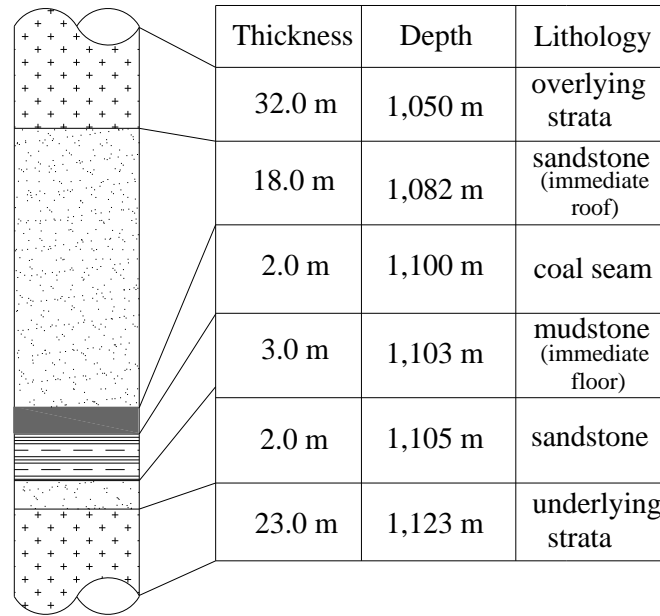 Thickness Depth Lithology
32.0 m 1,050 m overlying
strata
18.0 m 1,082 m sandstone
(immediate
roof)
2.0 m 1,100 m coal seam
3.0 m 1,103 m mudstone
(immediate
floor)
2.0 m 1,105 m sandstone
23.0 m 1,123 m underlying
strata